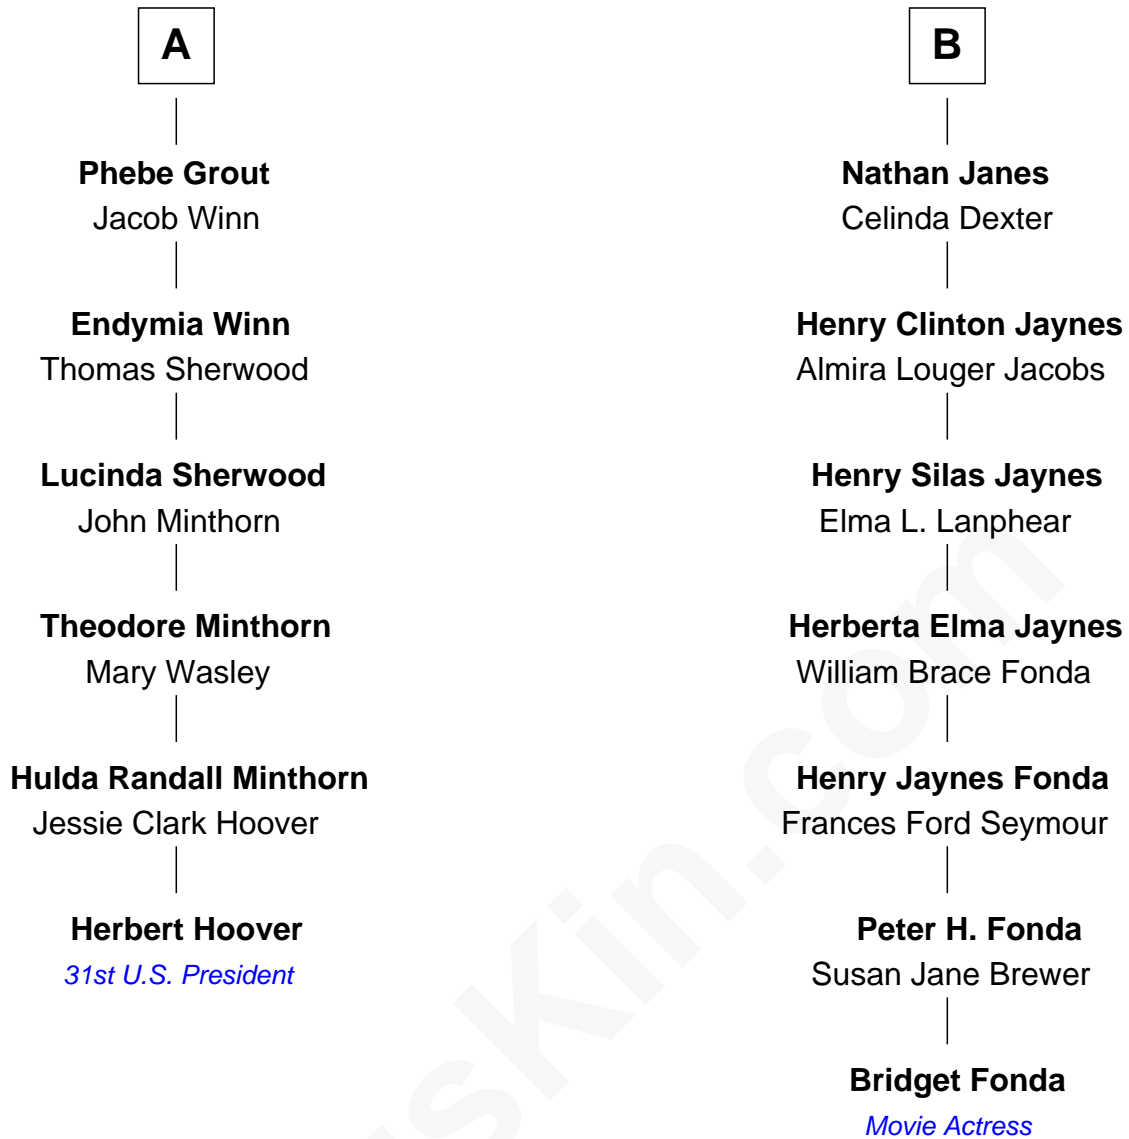 A
Phebe Grout
Jacob Winn
Endymia Winn
Thomas Sherwood
Lucinda Sherwood
John Minthorn
Theodore Minthorn
Mary Wasley
Hulda Randall Minthorn
Jessie Clark Hoover
Herbert Hoover
31st U.S. President
B
Nathan Janes
Celinda Dexter
Henry Clinton Jaynes
Almira Louger Jacobs
Henry Silas Jaynes
Elma L. Lanphear
Herberta Elma Jaynes
William Brace Fonda
Henry Jaynes Fonda
Frances Ford Seymour
Peter H. Fonda
Susan Jane Brewer
Bridget Fonda
Movie Actress
sKin.com